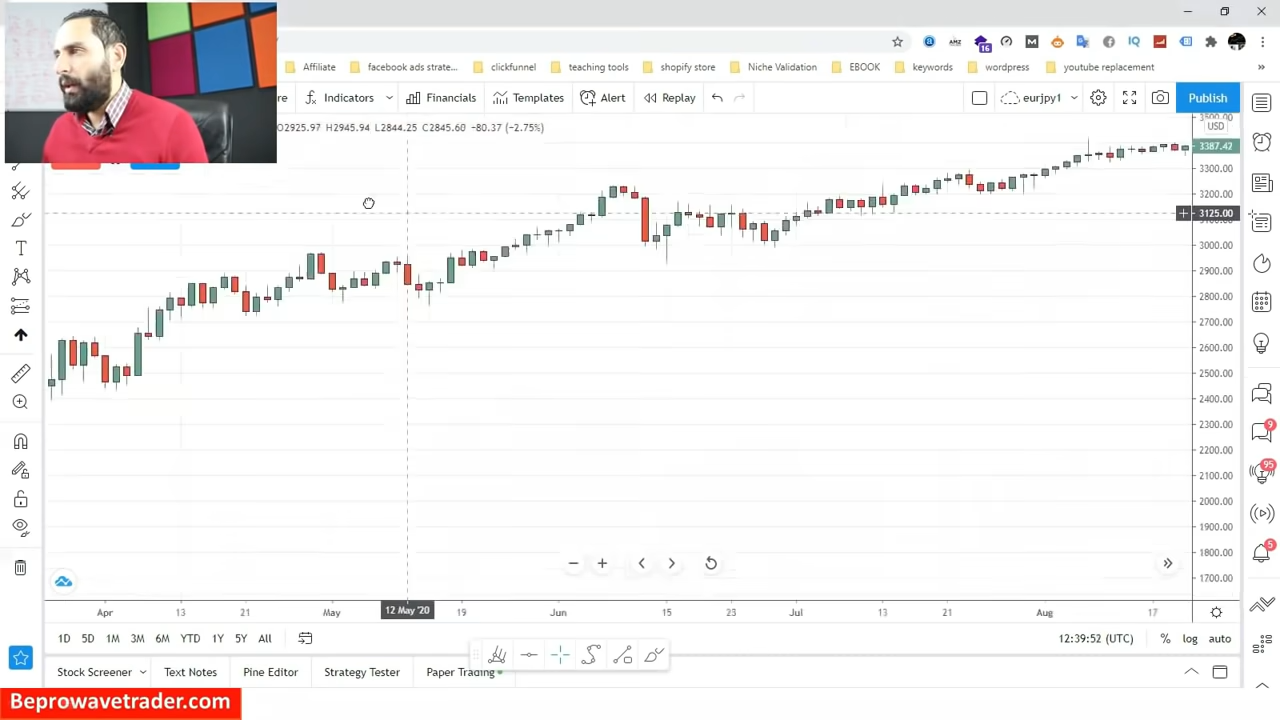 16
Affiliate
facebook ads strate...
clickfunnel
teaching tools
shopify store
Niche Validation
EBOOK
keywords
wordpress
youtube replacement
»
re
Indicators
Financials
Templates
Alert
Replay
eurjpy1
Publish
O2925.97 H2945.94 L2844.25 C2845.60 −80.37 (−2.75%)
USD
3387.42
3300.00
3200.00
3125.00
3000.00
2900.00
2800.00
2700.00
2600.00
2500.00
2400.00
2300.00
2200.00
2100.00
2000.00
1900.00
1800.00
1700.00
9
95
5
Apr
13
21
May
12 May '20
19
Jun
15
23
Jul
13
21
Aug
17
1D
5D
1M
3M
6M
YTD
1Y
5Y
All
12:39:52 (UTC)
%
log
auto
Stock Screener
Text Notes
Pine Editor
Strategy Tester
Paper Trading
Beprowavetrader.com